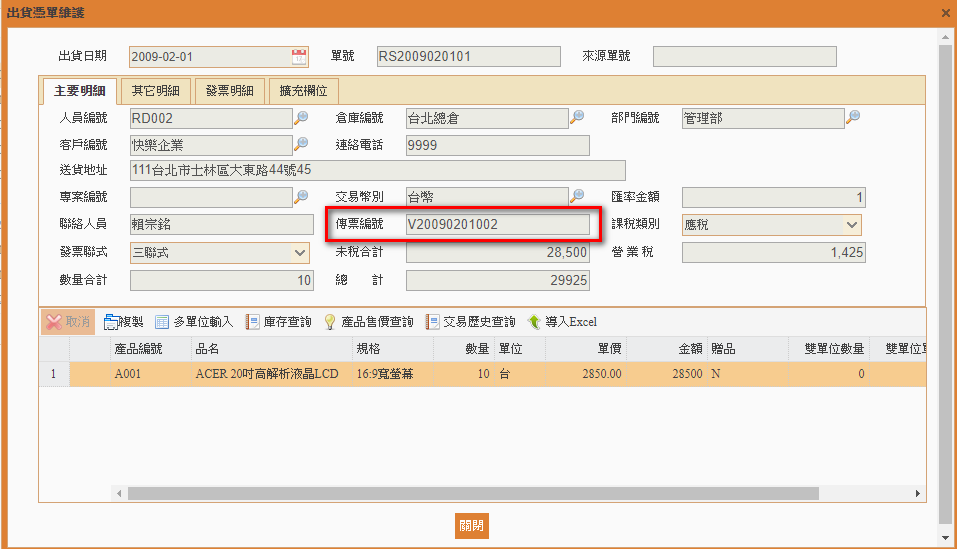 出貨憑單維護 ×
出貨日期 2009-02-01 單號 RS2009020101 來源單號
主要明細 其它明細 發票明細 擴充欄位
人員編號 RD002 倉庫編號 台北總倉 部門編號 管理部
客戶編號 快樂企業 連絡電話 9999
送貨地址 111台北市士林區大東路44號45
專案編號 交易幣別 台幣 匯率金額 1
聯絡人員 賴宗銘 傳票編號 V20090201002 課稅類別 應稅
發票聯式 三聯式 未稅合計 28,500 營業稅 1,425
數量合計 10 總 計 29925
取消 複製 多單位輸入 庫存查詢 產品售價查詢 交易歷史查詢 導入Excel
產品編號 品名 規格 數量 單位 單價 金額 贈品 雙單位數量 雙單位單
1 A001 ACER 20吋高解析液晶LCD 16:9寬螢幕 10 台 2850.00 28500 N 0
關閉